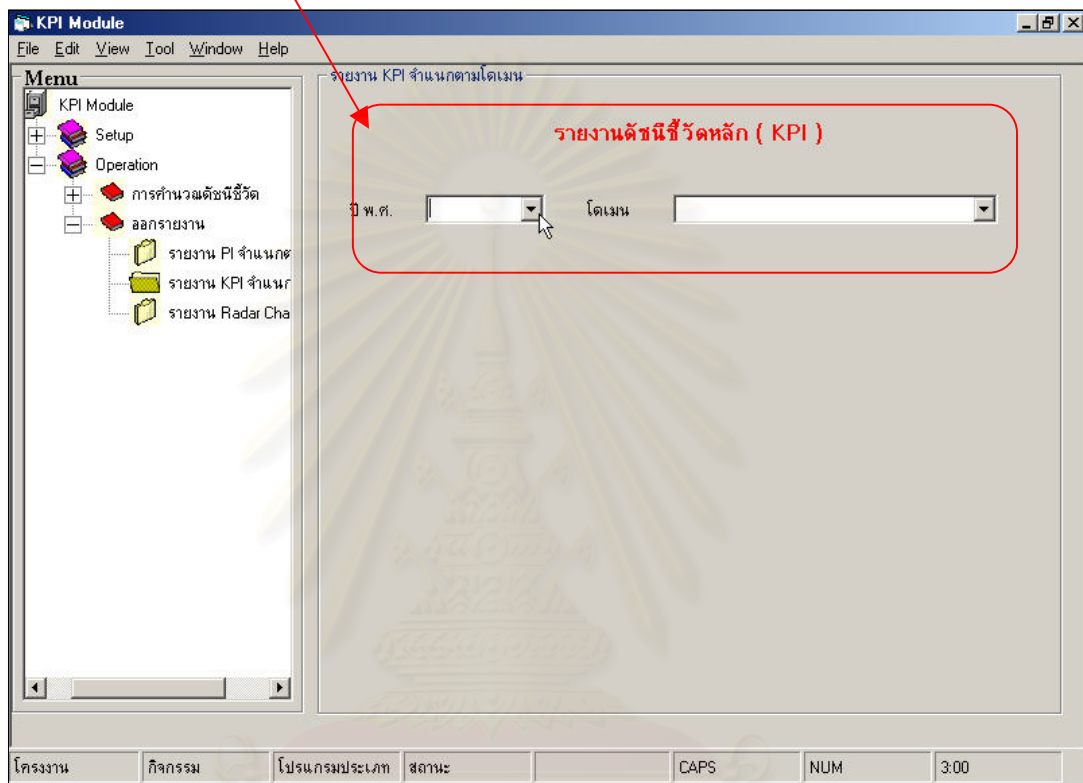 KPI Module
File Edit View Tool Window Help
Menu
KPI Module
Setup
Operation
การคำนวณดัชนีชี้วัด
ออกรายงาน
รายงาน PI จำแนกต
รายงาน KPI จำแนก
รายงาน Radar Cha
รายงาน KPI จำแนกตามโดเมน
รายงานดัชนีชี้วัดหลัก ( KPI )
ปี พ.ศ. โดเมน
โครงงาน กิจกรรม โปรแกรมประเภท สถานะ CAPS NUM 3:00